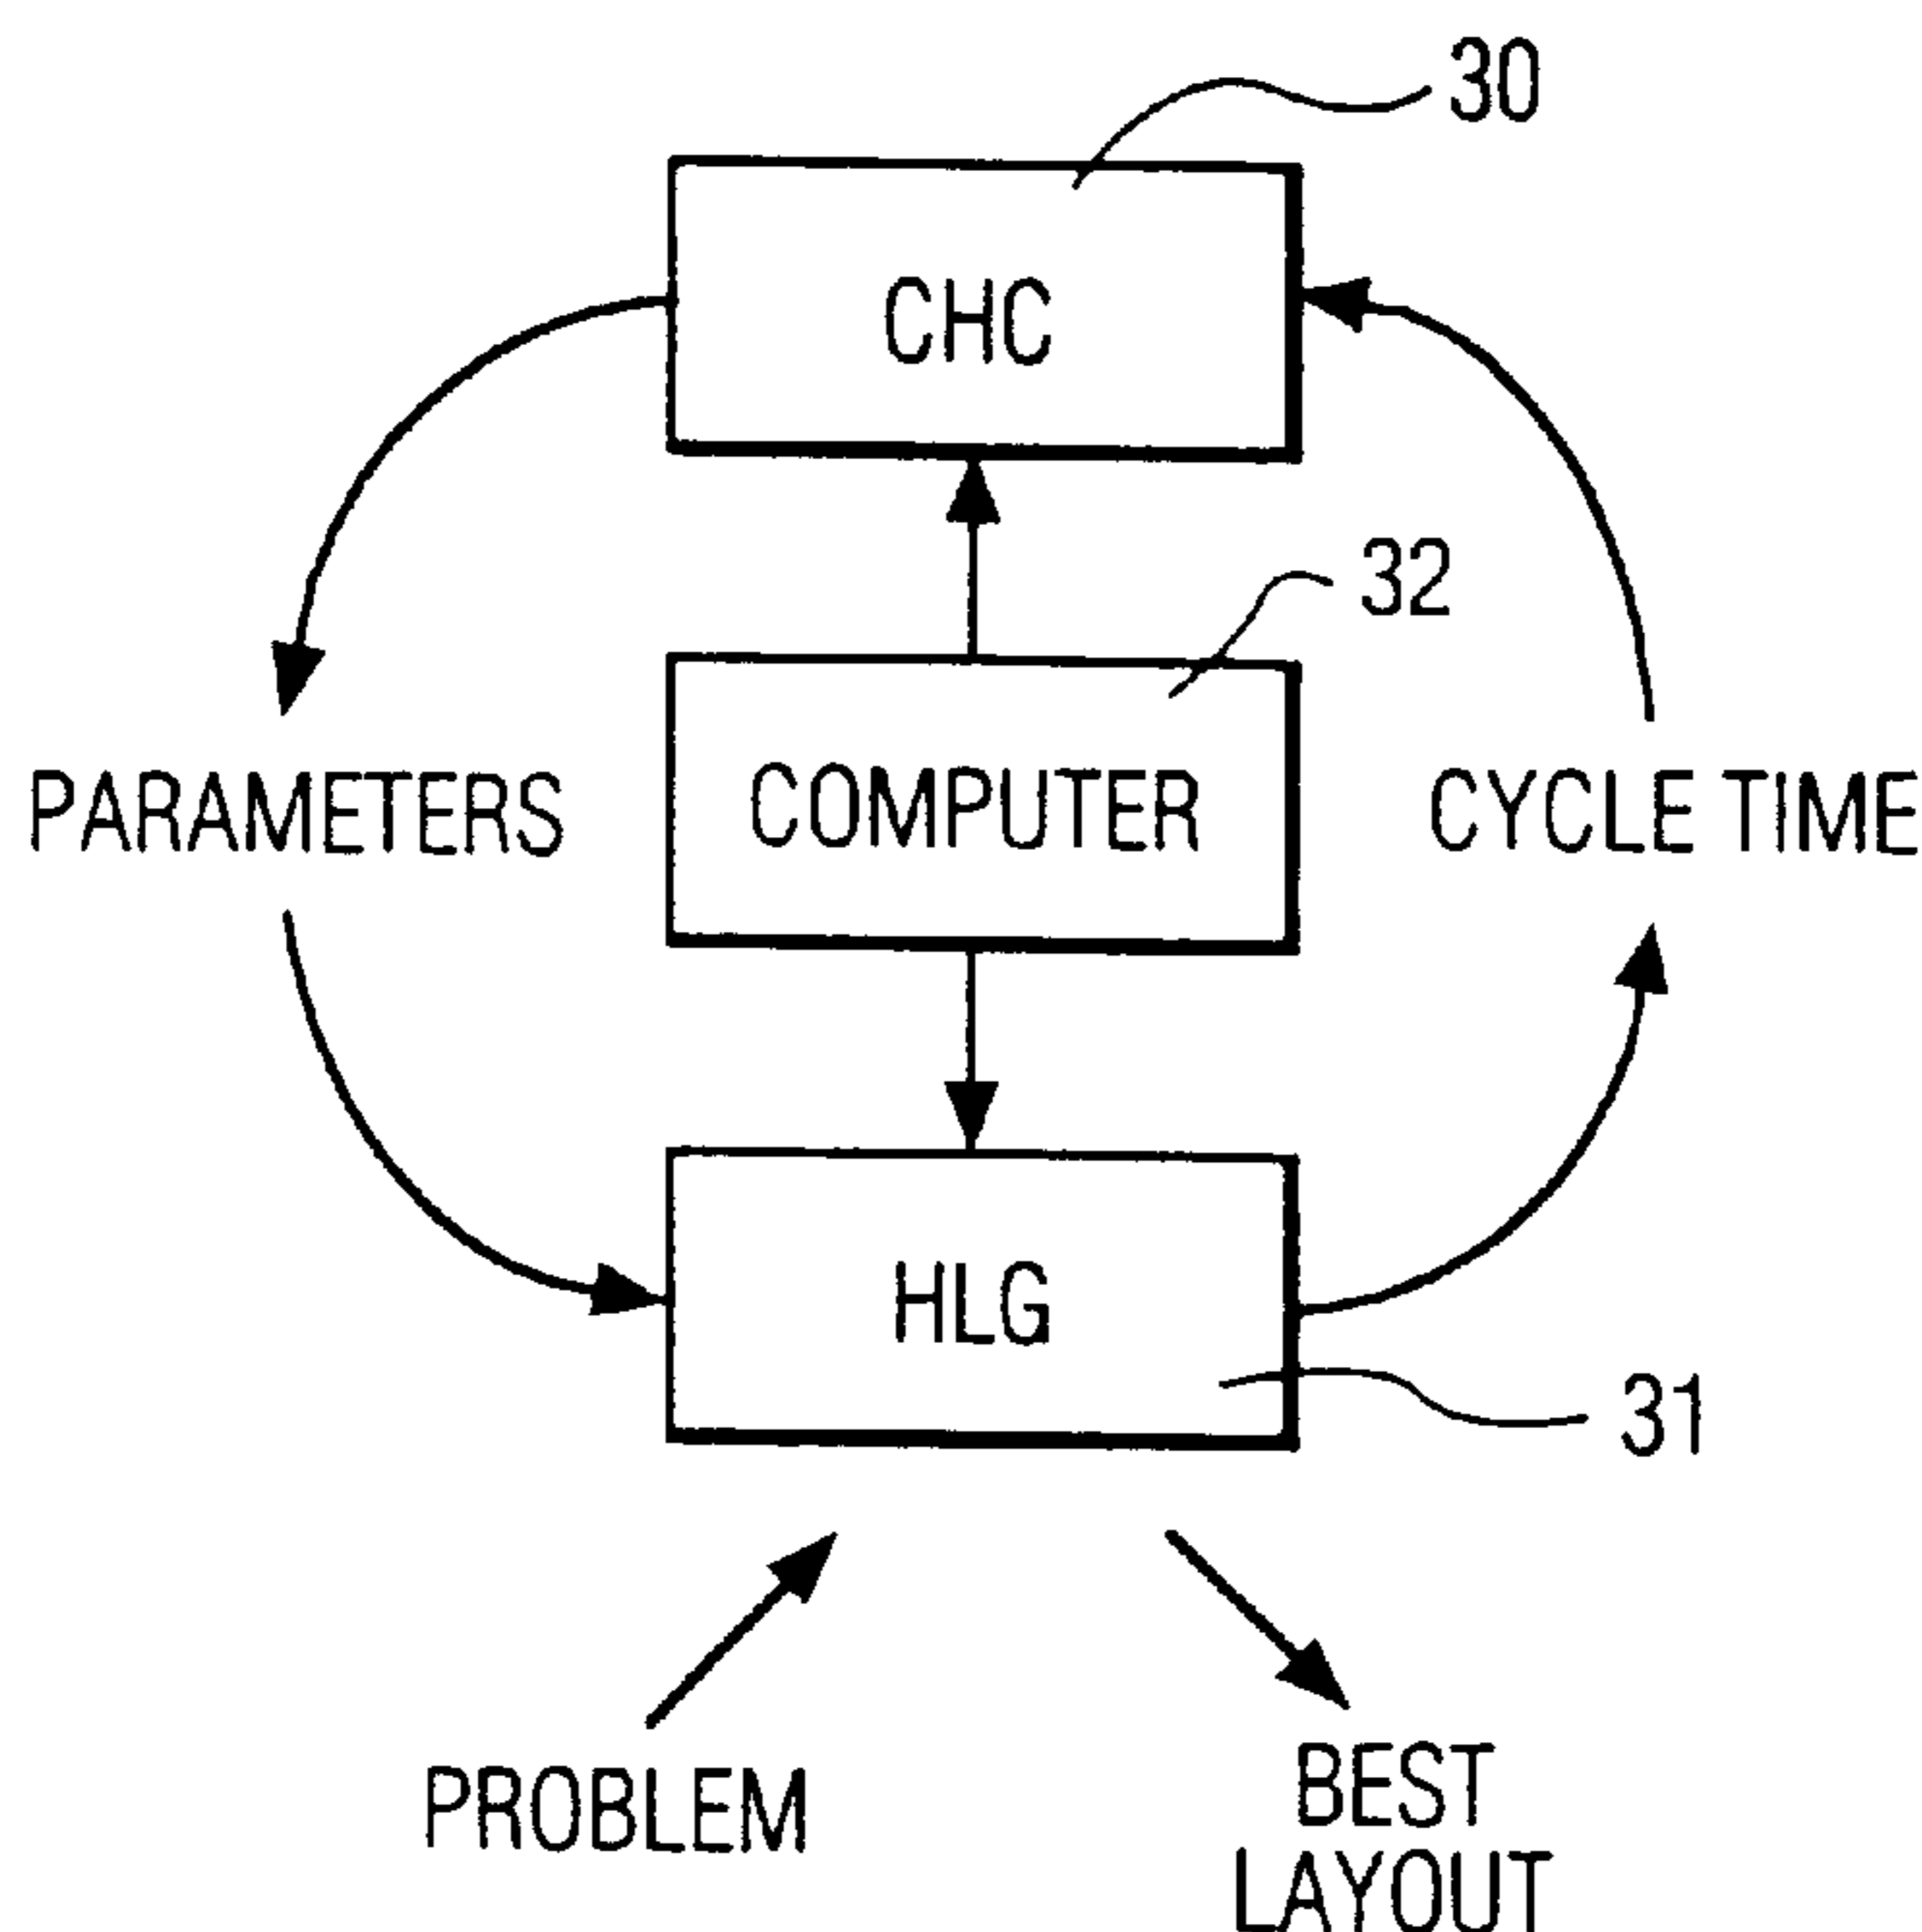 30
CHC
32
PARAMETERS
COMPUTER
CYCLE TIME
HLG
31
PROBLEM
BEST
LAYOUT